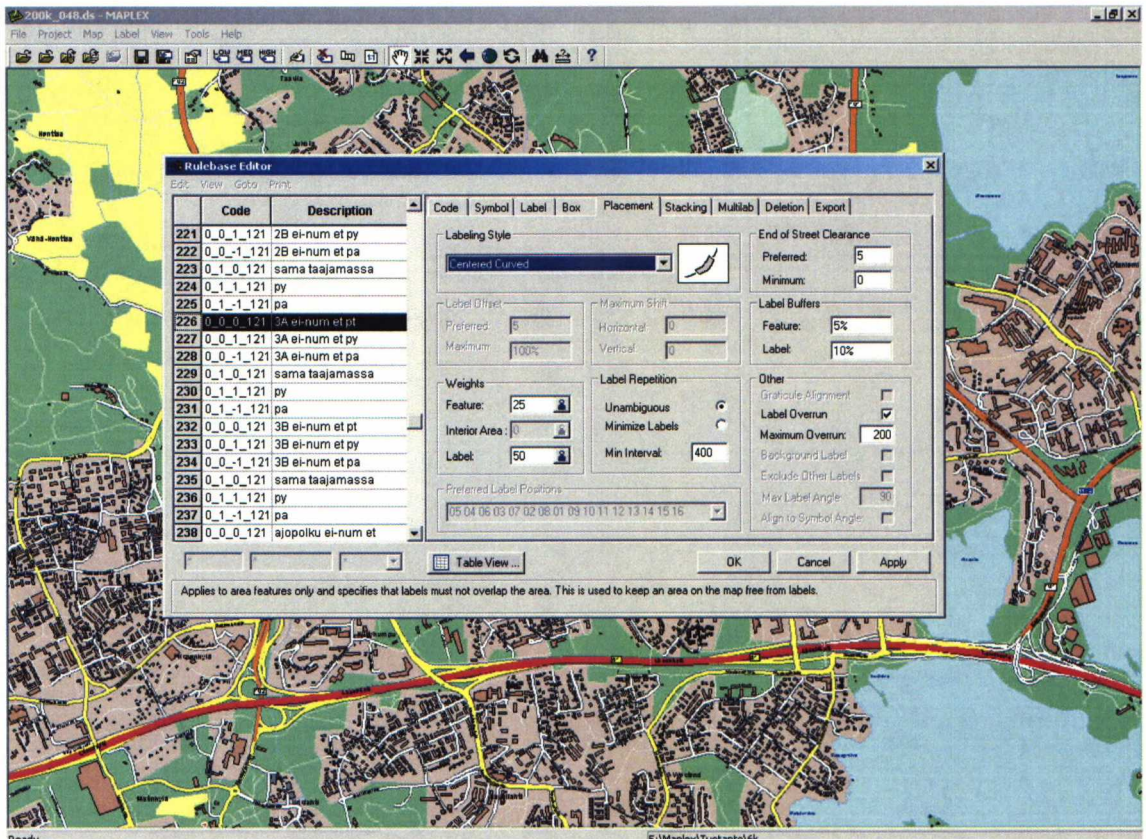 200k_048.ds - MAPLEX
File Project Map Label View Tools Help
LOW MED HIGH
Hentlaa
Vähä-Hentlaa
Rulebase Editor
Edit View Goto Print
Code Description
221 0_0_1_121 2B ei-num et py
222 0_0_-1_121 2B ei-num et pa
223 0_1_0_121 sama taajamassa
224 0_1_1_121 py
225 0_1_-1_121 pa
226 0_0_0_121 3A ei-num et pt
227 0_0_1_121 3A ei-num et py
228 0_0_-1_121 3A ei-num et pa
229 0_1_0_121 sama taajamassa
230 0_1_1_121 py
231 0_1_-1_121 pa
232 0_0_0_121 3B ei-num et pt
233 0_0_1_121 3B ei-num et py
234 0_0_-1_121 3B ei-num et pa
235 0_1_0_121 sama taajamassa
236 0_1_1_121 py
237 0_1_-1_121 pa
238 0_0_0_121 ajopolku ei-num et
Code Symbol Label Box Placement Stacking Multilab Deletion Export
Labeling Style
Centered Curved
End of Street Clearance
Preferred: 5
Minimum: 0
Label Offset
Preferred: 5
Maximum: 100%
Maximum Shift
Horizontal: 0
Vertical: 0
Label Buffers
Feature: 5%
Label: 10%
Weights
Feature: 25
Interior Area: 0
Label: 50
Label Repetition
Unambiguous
Minimize Labels
Min Interval: 400
Other
Graticule Alignment
Label Overrun
Maximum Overrun: 200
Background Label
Exclude Other Labels
Max Label Angle: 90
Align to Symbol Angle:
Preferred Label Positions
05 04 06 03 07 02 08 01 09 10 11 12 13 14 15 16
Table View ...
OK Cancel Apply
Applies to area features only and specifies that labels must not overlap the area. This is used to keep an area on the map free from labels.
Ready
E:\Maplex\Tuotanto\6k